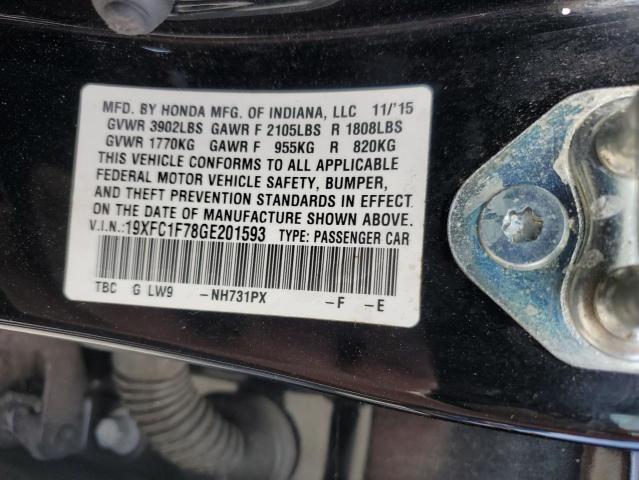 MFD. BY HONDA MFG. OF INDIANA, LLC 11/'15
GVWR 3902LBS GAWR F 2105LBS R 1808LBS
GVWR 1770KG GAWR F 955KG R 820KG
THIS VEHICLE CONFORMS TO ALL APPLICABLE
FEDERAL MOTOR VEHICLE SAFETY, BUMPER,
AND THEFT PREVENTION STANDARDS IN EFFECT
ON THE DATE OF MANUFACTURE SHOWN ABOVE.
V.I.N.:19XFC1F78GE201593 TYPE: PASSENGER CAR
TBC G LW9 -NH731PX -F -E